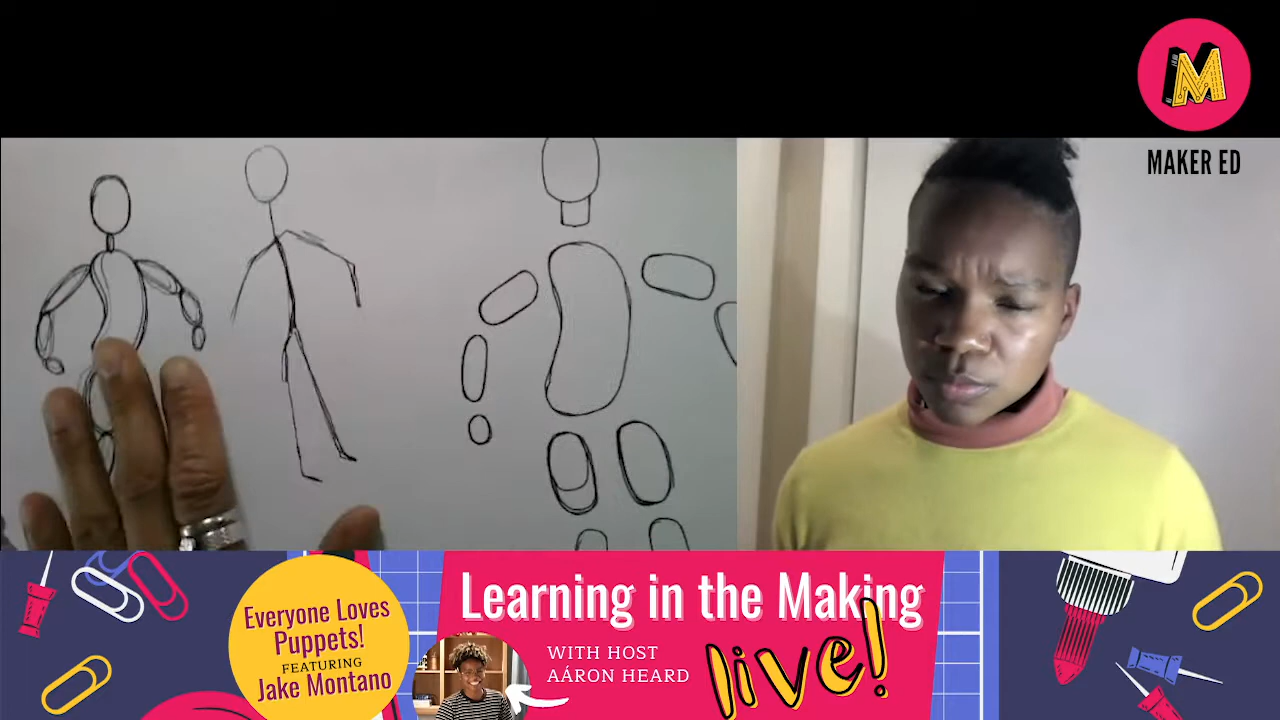 M
MAKER ED
Everyone Loves
Puppets!
FEATURING
Jake Montano
Learning in the Making
live!
WITH HOST
AÁRON HEARD